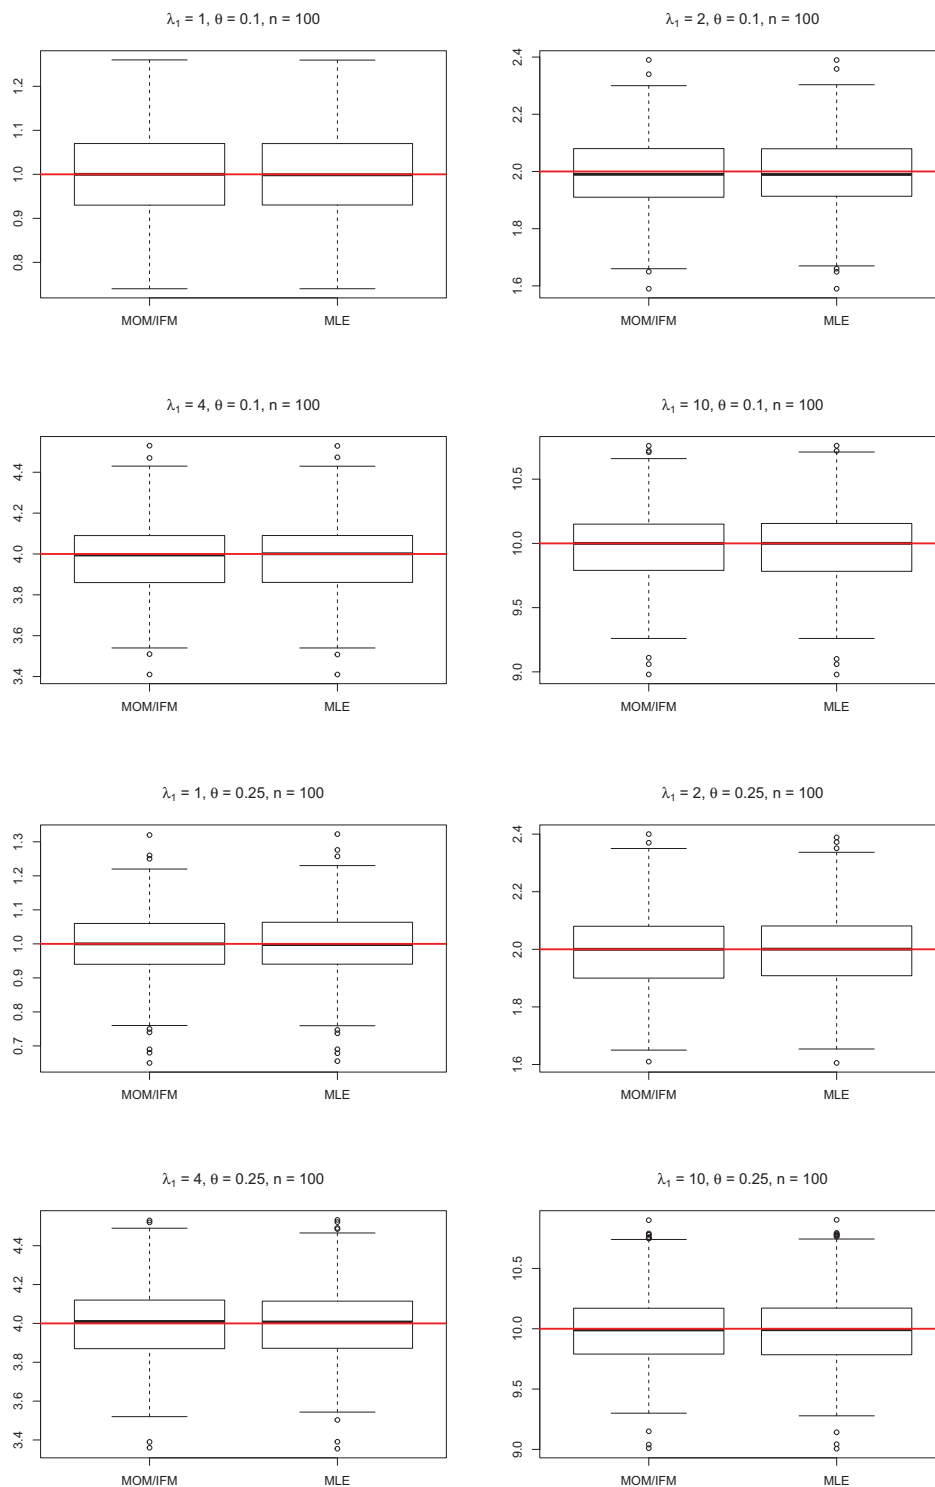 λ₁ = 1, θ = 0.1, n = 100
0.8 0.9 1.0 1.1 1.2
MOM/IFM MLE
λ₁ = 2, θ = 0.1, n = 100
1.6 1.8 2.0 2.2 2.4
MOM/IFM MLE
λ₁ = 4, θ = 0.1, n = 100
3.4 3.6 3.8 4.0 4.2 4.4
MOM/IFM MLE
λ₁ = 10, θ = 0.1, n = 100
9.0 9.5 10.0 10.5
MOM/IFM MLE
λ₁ = 1, θ = 0.25, n = 100
0.7 0.8 0.9 1.0 1.1 1.2 1.3
MOM/IFM MLE
λ₁ = 2, θ = 0.25, n = 100
1.6 1.8 2.0 2.2 2.4
MOM/IFM MLE
λ₁ = 4, θ = 0.25, n = 100
3.4 3.6 3.8 4.0 4.2 4.4
MOM/IFM MLE
λ₁ = 10, θ = 0.25, n = 100
9.0 9.5 10.0 10.5
MOM/IFM MLE